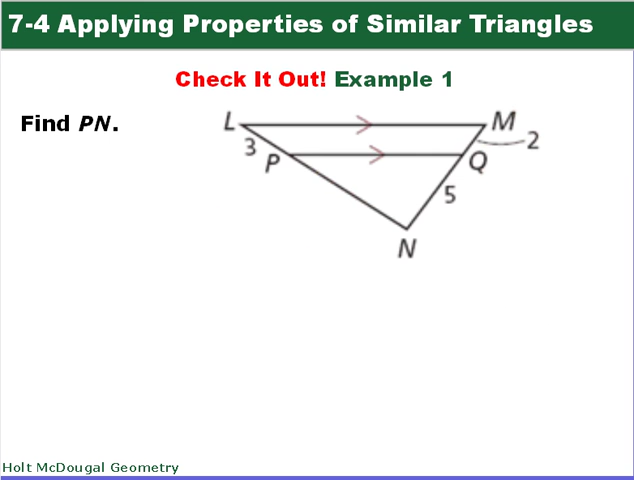 7-4 Applying Properties of Similar Triangles
Check It Out! Example 1
Find PN.
L
M
3
P
Q
2
5
N
Holt McDougal Geometry